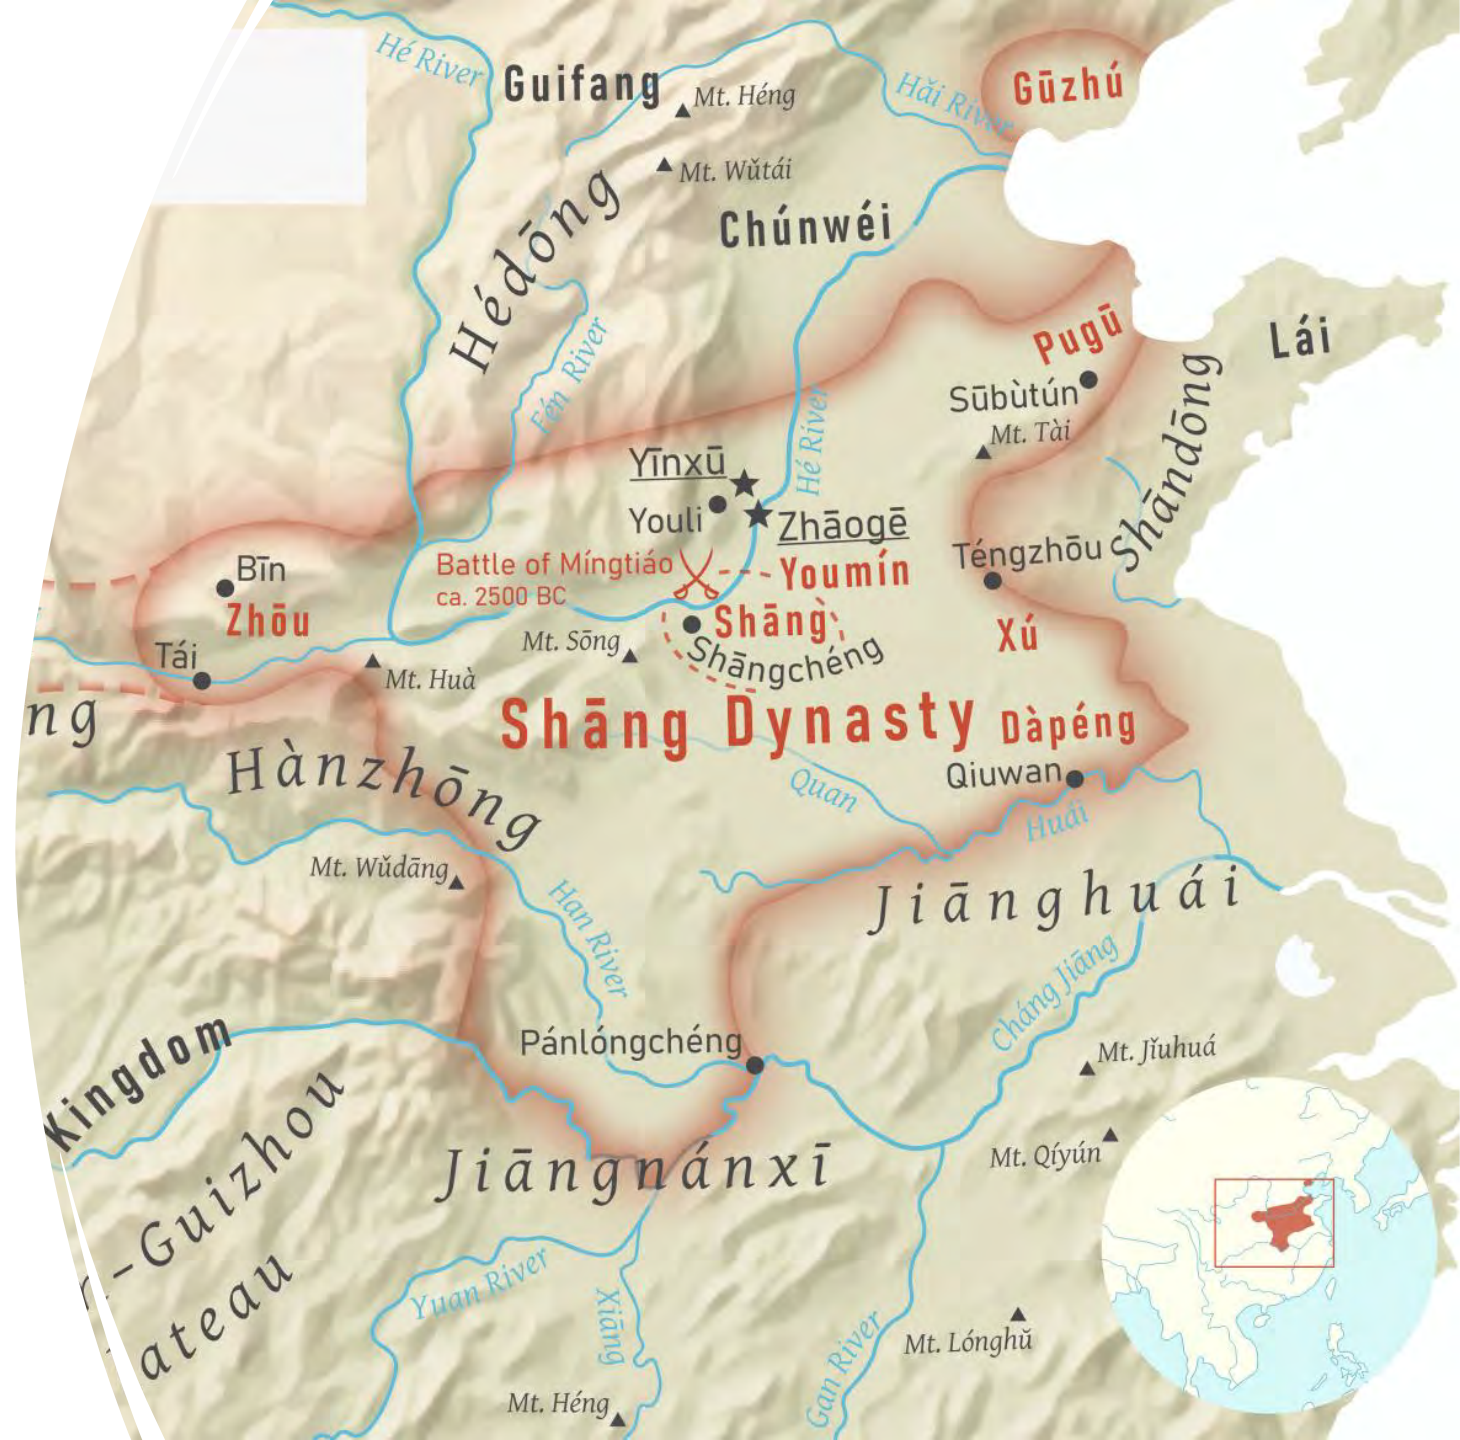 Hé River
Guifang
Mt. Héng
Hǎi River
Gūzhú
Mt. Wǔtái
Hédōng
Chúnwéi
Fén River
Hé River
Pugū
Lái
Sūbùtún
Mt. Tài
Shāndōng
Yīnxū
Youli
Zhāogē
Battle of Míngtiáo
ca. 2500 BC
Youmín
Téngzhōu
Bīn
Zhōu
Tái
Mt. Huà
Mt. Sōng
Shāng
Shāngchéng
Xú
ng
Shāng Dynasty
Dàpéng
Hànzhōng
Quan
Qiuwan
Huái
Mt. Wǔdāng
Han River
Jiānghuái
Cháng Jiāng
Kingdom
Pánlóngchéng
Mt. Jǐuhuá
–Guizhou
ateau
Jiāngnánxī
Mt. Qíyún
Yuan River
Xiāng
Gan River
Mt. Lónghǔ
Mt. Héng